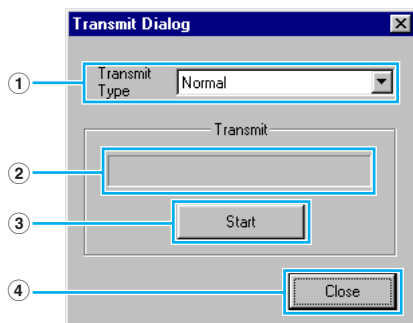 Transmit Dialog
① Transmit Type Normal
Transmit
②
③ Start
④ Close